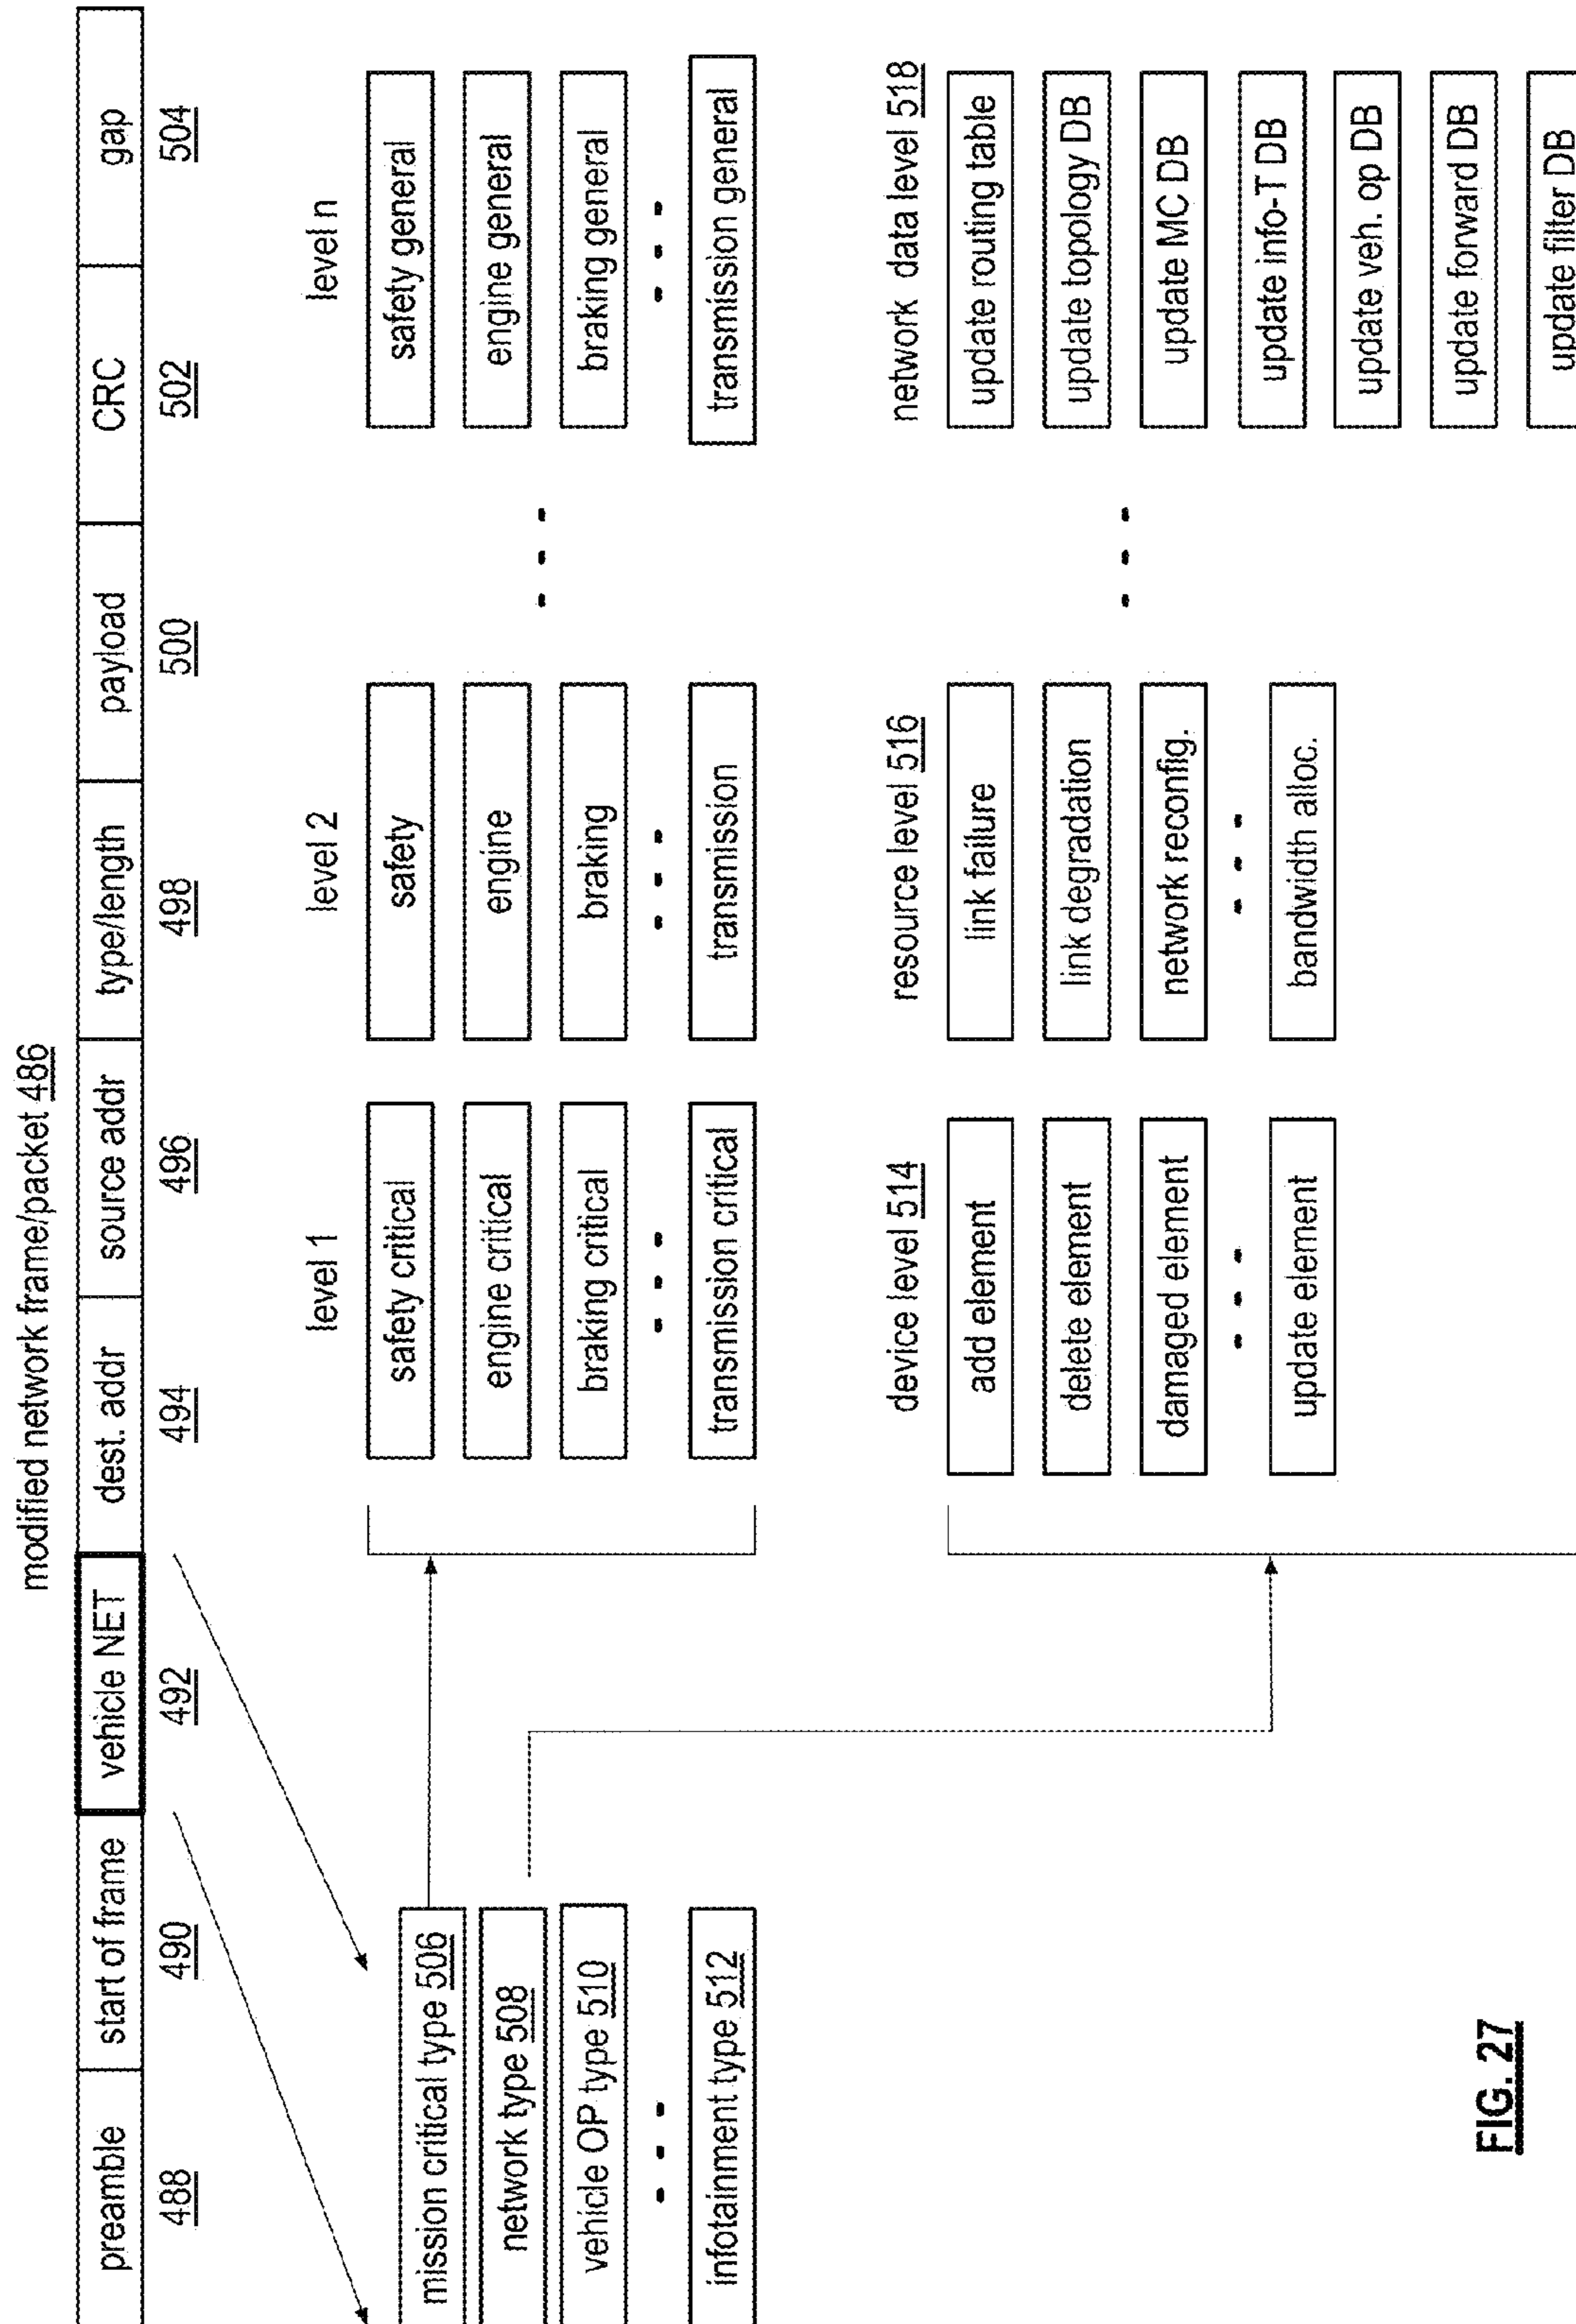 modified network frame/packet 486
preamble start of frame vehicle NET dest. addr source addr type/length payload CRC gap
488 490 492 494 496 498 500 502 504
level 1 level 2 level n
mission critical type 506
network type 508
vehicle OP type 510
infotainment type 512
safety critical safety safety general
engine critical engine engine general
braking critical braking braking general
transmission critical transmission transmission general
device level 514 resource level 516 network data level 518
add element link failure update routing table
delete element link degradation update topology DB
damaged element network reconfig. update MC DB
update element bandwidth alloc. update info-T DB
update veh. op DB
update forward DB
update filter DB
FIG. 27